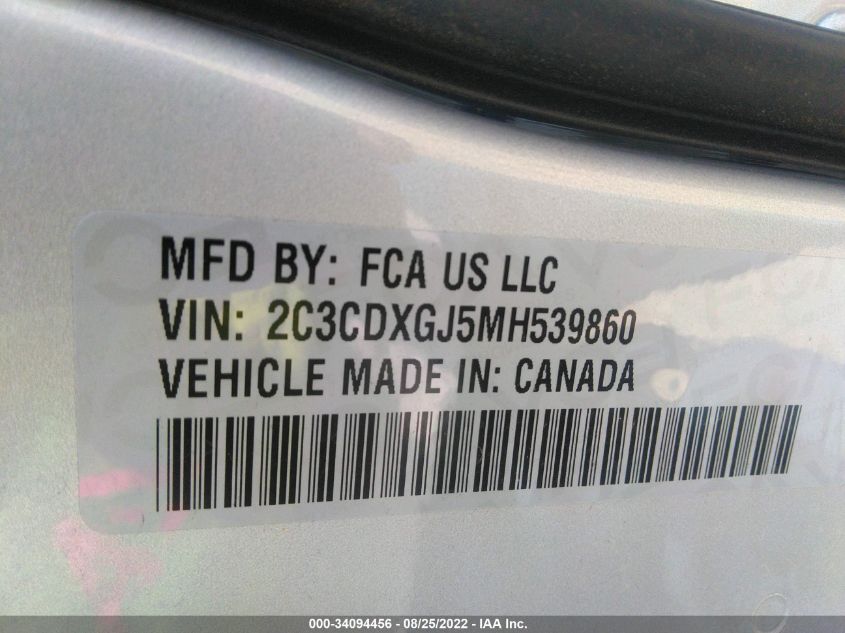 MFD BY: FCA US LLC
VIN: 2C3CDXGJ5MH539860
VEHICLE MADE IN: CANADA
000-34094456 - 08/25/2022 - IAA Inc.